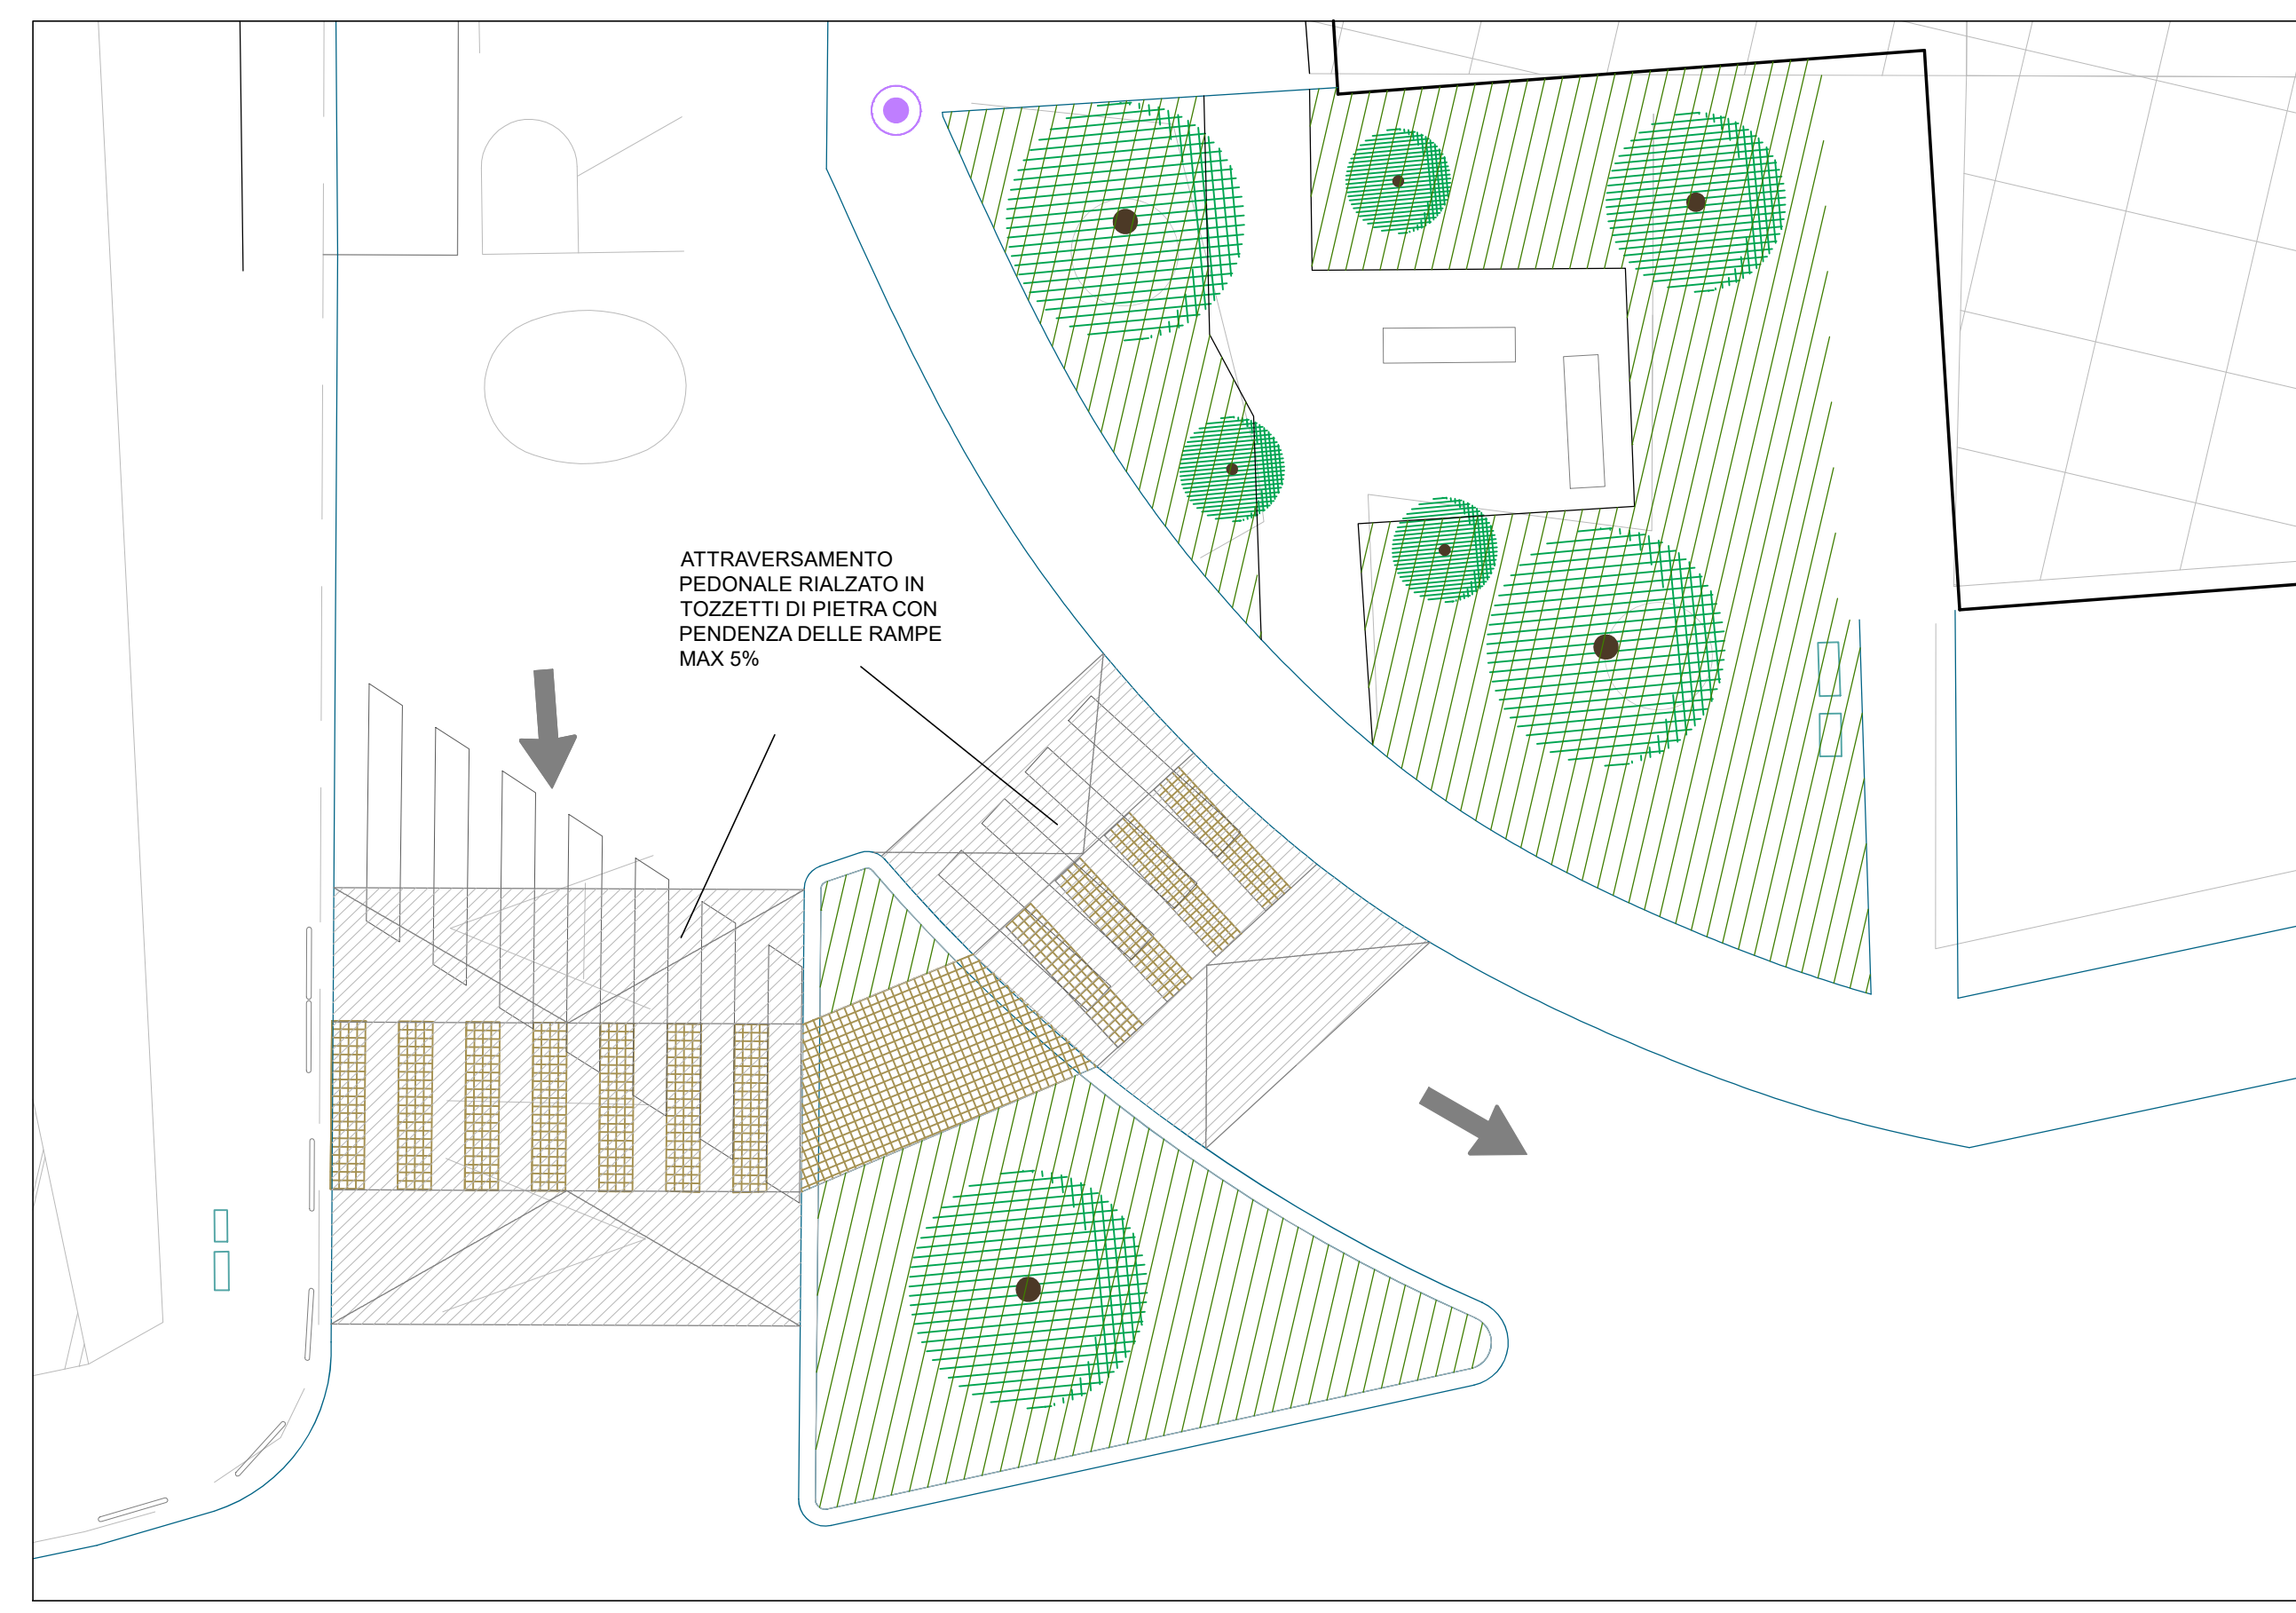 ATTRAVERSAMENTO
PEDONALE RIALZATO IN
TOZZETTI DI PIETRA CON
PENDENZA DELLE RAMPE
MAX 5%